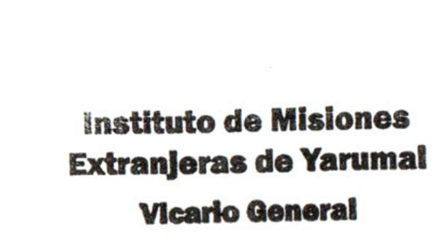 Instituto de Misiones
Extranjeras de Yarumal
Vicario General